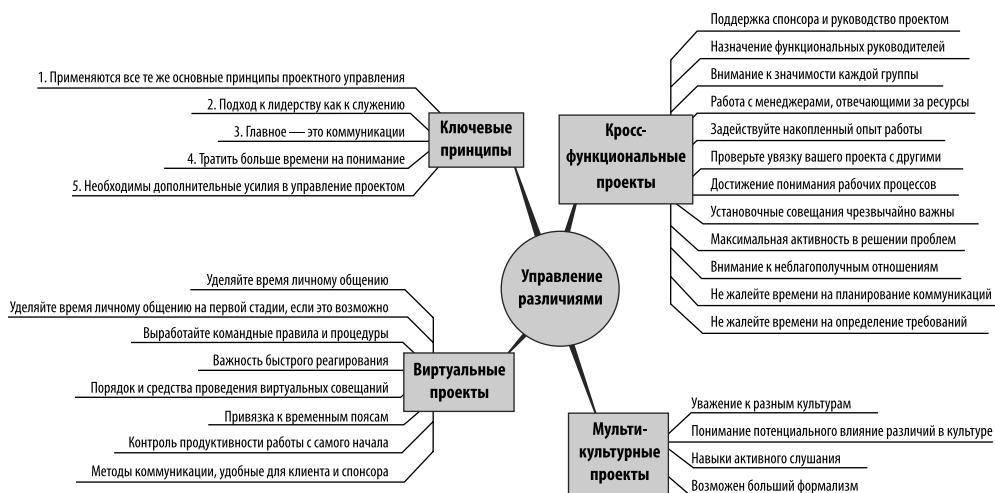 1. Применяются все те же основные принципы проектного управления
2. Подход к лидерству как к служению
3. Главное — это коммуникации
4. Тратить больше времени на понимание
5. Необходимы дополнительные усилия в управление проектом
Ключевые
принципы
Поддержка спонсора и руководство проектом
Назначение функциональных руководителей
Внимание к значимости каждой группы
Работа с менеджерами, отвечающими за ресурсы
Задействуйте накопленный опыт работы
Проверьте увязку вашего проекта с другими
Достижение понимания рабочих процессов
Установочные совещания чрезвычайно важны
Максимальная активность в решении проблем
Внимание к неблагополучным отношениям
Не жалейте времени на планирование коммуникаций
Не жалейте времени на определение требований
Кросс-
функциональные
проекты
Управление
различиями
Уделяйте время личному общению
Уделяйте время личному общению на первой стадии, если это возможно
Выработайте командные правила и процедуры
Важность быстрого реагирования
Порядок и средства проведения виртуальных совещаний
Привязка к временным поясам
Контроль продуктивности работы с самого начала
Методы коммуникации, удобные для клиента и спонсора
Виртуальные
проекты
Мульти-
культурные
проекты
Уважение к разным культурам
Понимание потенциального влияние различий в культуре
Навыки активного слушания
Возможен больший формализм